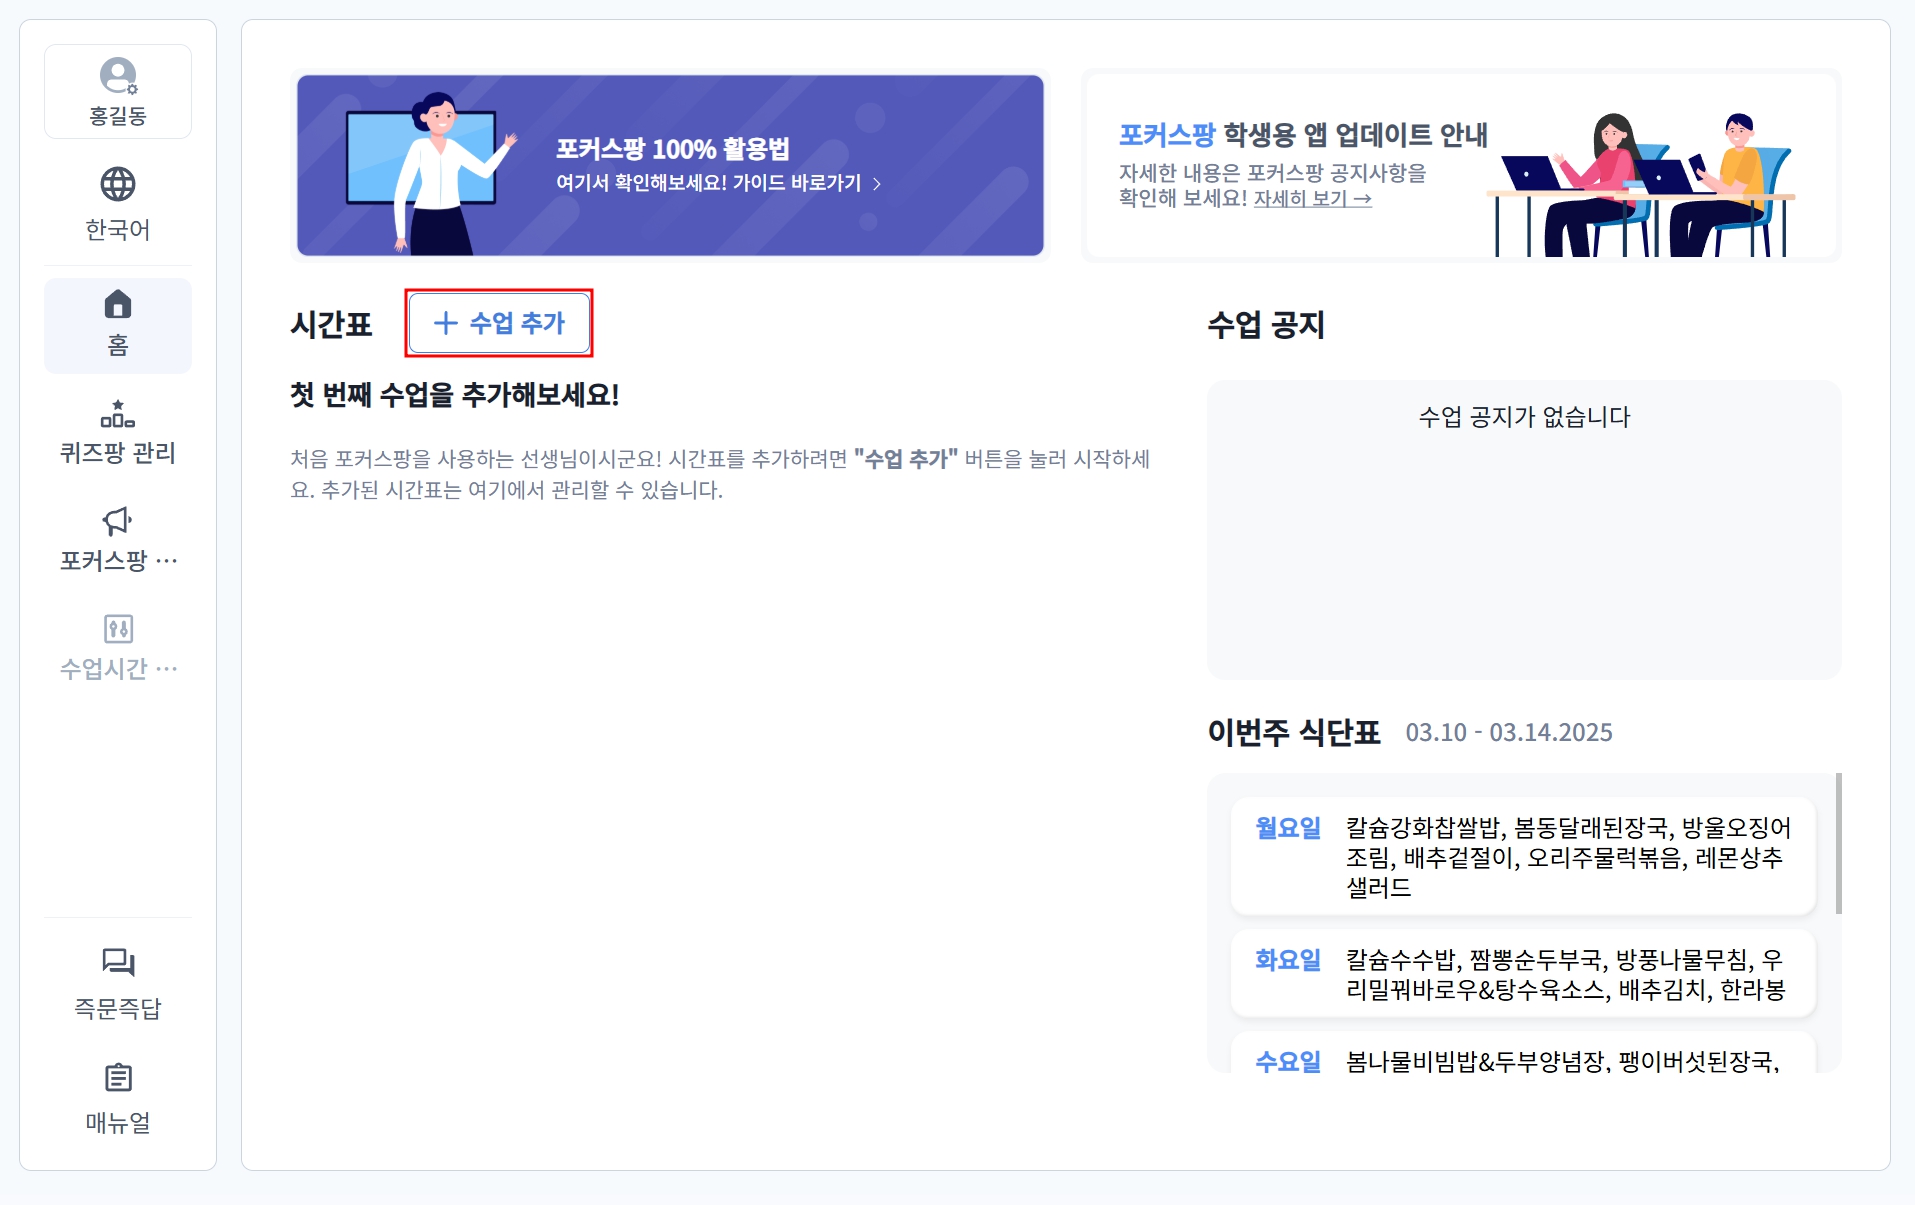 홍길동
한국어
홈
퀴즈팡 관리
포커스팡 ···
수업시간 ···
즉문즉답
매뉴얼
포커스팡 100% 활용법
여기서 확인해보세요! 가이드 바로가기 >
포커스팡 학생용 앱 업데이트 안내
자세한 내용은 포커스팡 공지사항을
확인해 보세요! 자세히 보기 →
시간표
+ 수업 추가
첫 번째 수업을 추가해보세요!
처음 포커스팡을 사용하는 선생님이시군요! 시간표를 추가하려면 "수업 추가" 버튼을 눌러 시작하세
요. 추가된 시간표는 여기에서 관리할 수 있습니다.
수업 공지
수업 공지가 없습니다
이번주 식단표 03.10 - 03.14.2025
월요일 칼슘강화찹쌀밥, 봄동달래된장국, 방울오징어
조림, 배추겉절이, 오리주물럭볶음, 레몬상추
샐러드
화요일 칼슘수수밥, 짬뽕순두부국, 방풍나물무침, 우
리밀꿔바로우&탕수육소스, 배추김치, 한라봉
수요일 봄나물비빔밥&두부양념장, 팽이버섯된장국,